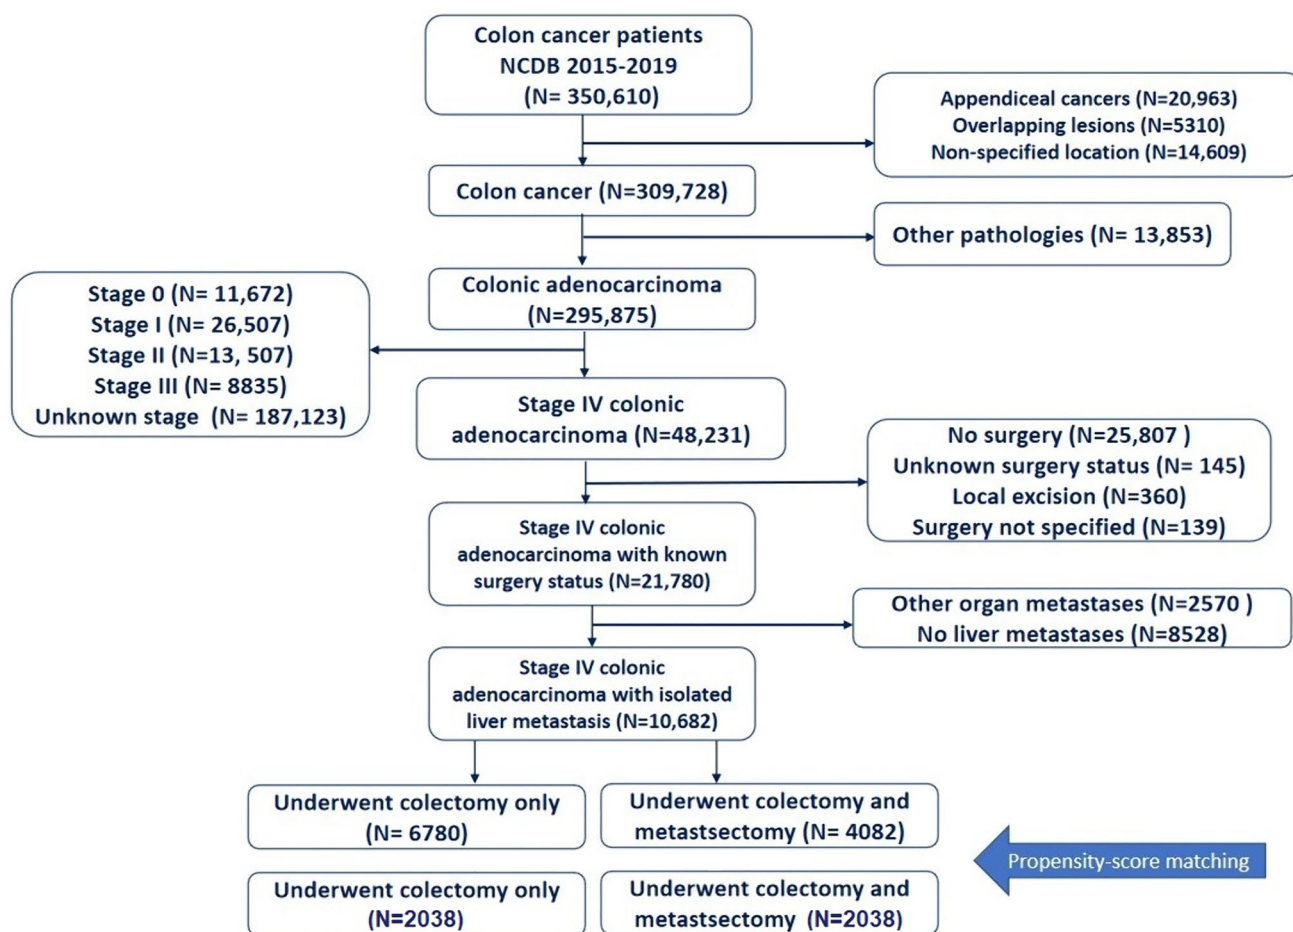 Colon cancer patients
NCDB 2015-2019
(N= 350,610)
Appendiceal cancers (N=20,963)
Overlapping lesions (N=5310)
Non-specified location (N=14,609)
Colon cancer (N=309,728)
Other pathologies (N= 13,853)
Colonic adenocarcinoma
(N=295,875)
Stage 0 (N= 11,672)
Stage I (N= 26,507)
Stage II (N=13, 507)
Stage III (N= 8835)
Unknown stage (N= 187,123)
Stage IV colonic
adenocarcinoma (N=48,231)
No surgery (N=25,807 )
Unknown surgery status (N= 145)
Local excision (N=360)
Surgery not specified (N=139)
Stage IV colonic
adenocarcinoma with known
surgery status (N=21,780)
Other organ metastases (N=2570 )
No liver metastases (N=8528)
Stage IV colonic
adenocarcinoma with isolated
liver metastasis (N=10,682)
Underwent colectomy only
(N= 6780)
Underwent colectomy and
metastsectomy (N= 4082)
Propensity-score matching
Underwent colectomy only
(N=2038)
Underwent colectomy and
metastsectomy (N=2038)